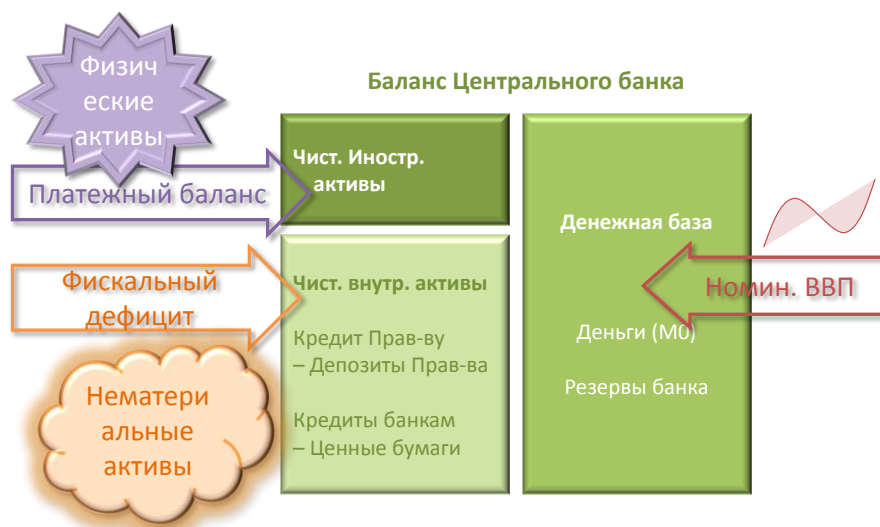 Физич
еские
активы
Баланс Центрального банка
Чист. Иностр.
активы
Платежный баланс
Денежная база
Фискальный
дефицит
Чист. внутр. активы
Номин. ВВП
Кредит Прав-ву
– Депозиты Прав-ва
Деньги (М0)
Резервы банка
Нематери
альные
активы
Кредиты банкам
– Ценные бумаги